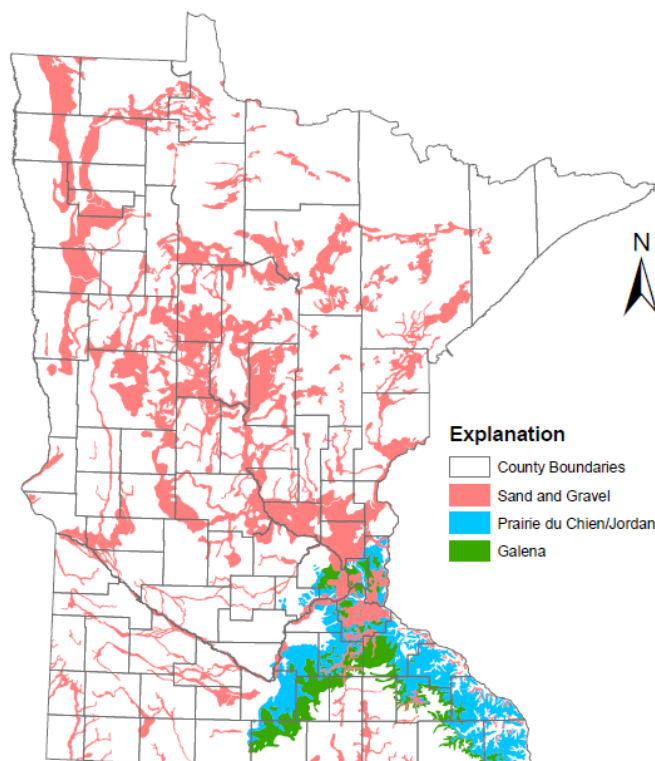 N
Explanation
County Boundaries
Sand and Gravel
Prairie du Chien/Jordan
Galena